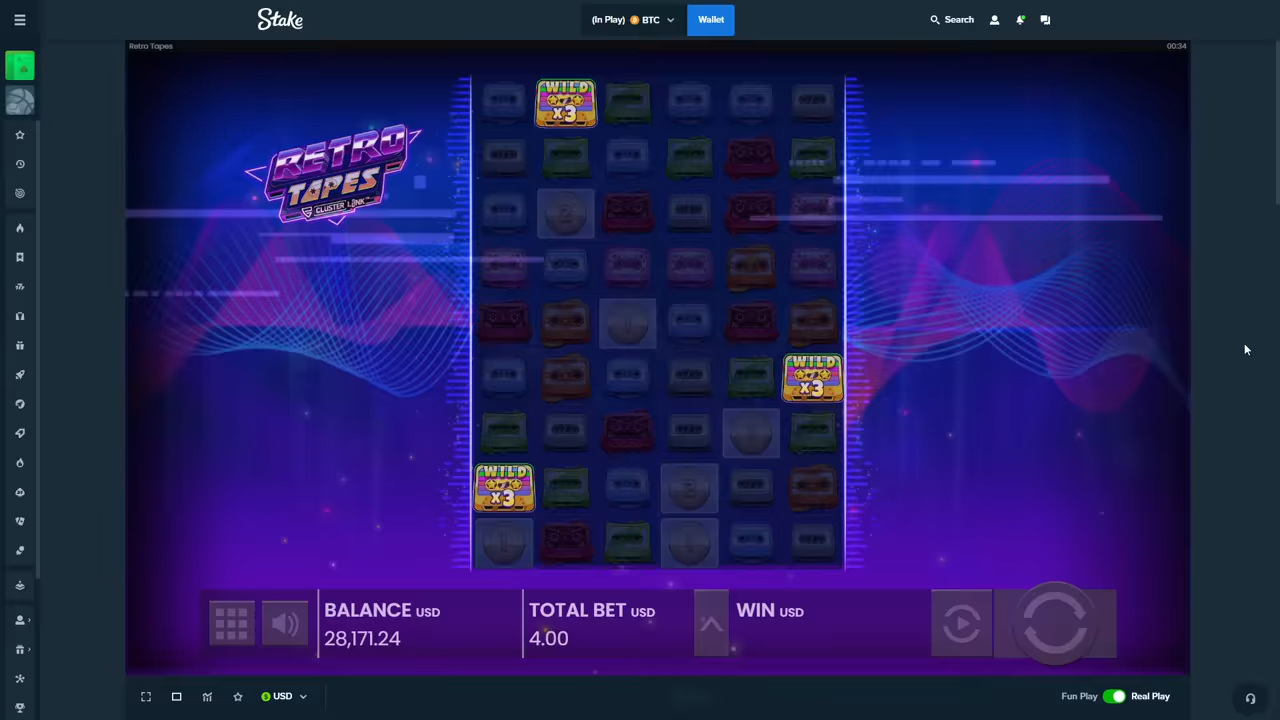 Stake
(In Play) BTC
Wallet
Search
Retro Tapes
00:34
WILD
x3
RETRO
TAPES
CLUSTER LINK
WILD
x3
WILD
x3
BALANCE USD
28,171.24
TOTAL BET USD
4.00
WIN USD
USD
Fun Play
Real Play